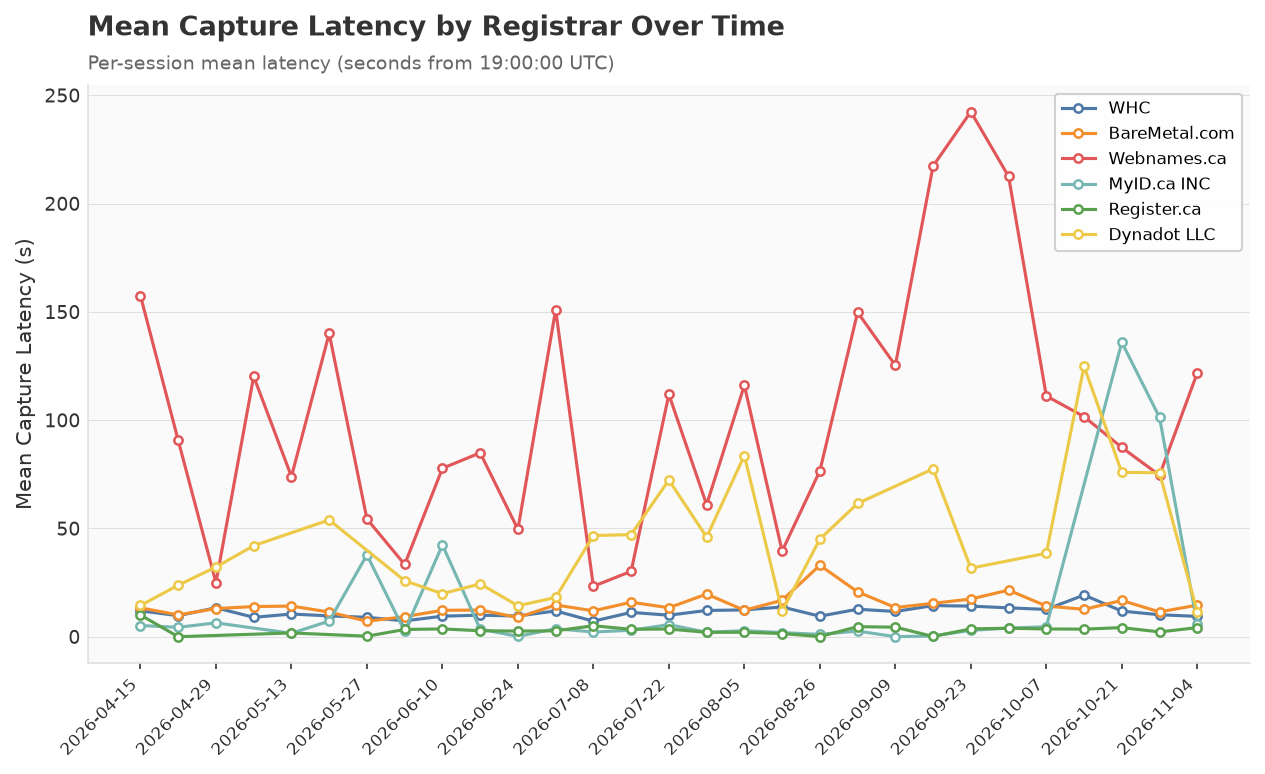 Mean Capture Latency by Registrar Over Time
Per-session mean latency (seconds from 19:00:00 UTC)
Mean Capture Latency (s)
250
200
150
100
50
0
WHC
BareMetal.com
Webnames.ca
MyID.ca INC
Register.ca
Dynadot LLC
2026-04-15
2026-04-29
2026-05-13
2026-05-27
2026-06-10
2026-06-24
2026-07-08
2026-07-22
2026-08-05
2026-08-26
2026-09-09
2026-09-23
2026-10-07
2026-10-21
2026-11-04